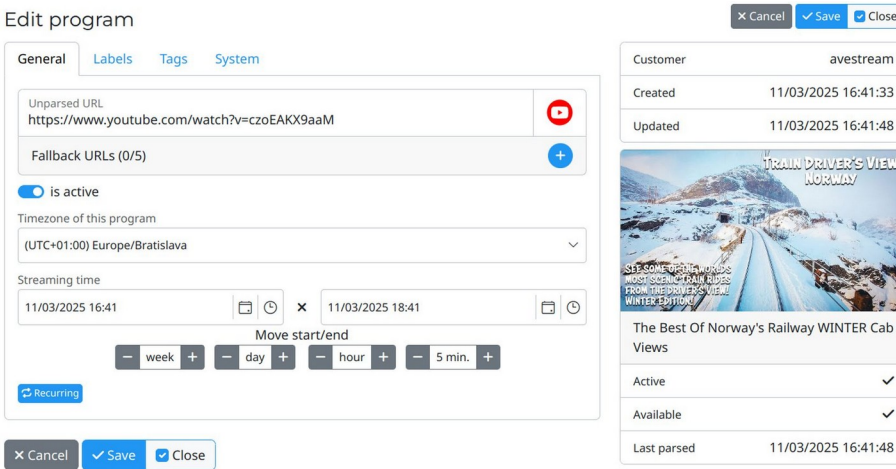 Edit program
Cancel
Save
Close
General
Labels
Tags
System
Unparsed URL
https://www.youtube.com/watch?v=czoEAKX9aaM
Fallback URLs (0/5)
is active
Timezone of this program
(UTC+01:00) Europe/Bratislava
Streaming time
11/03/2025 16:41
11/03/2025 18:41
Move start/end
− week +
− day +
− hour +
− 5 min. +
Recurring
Cancel
Save
Close
Customer avestream
Created 11/03/2025 16:41:33
Updated 11/03/2025 16:41:48
TRAIN DRIVER'S VIEW
NORWAY
SEE SOME OF THE WORLDS
MOST SCENIC TRAIN RIDES
FROM THE DRIVER'S VIEW!
WINTER EDITION!
The Best Of Norway's Railway WINTER Cab
Views
Active
Available
Last parsed 11/03/2025 16:41:48